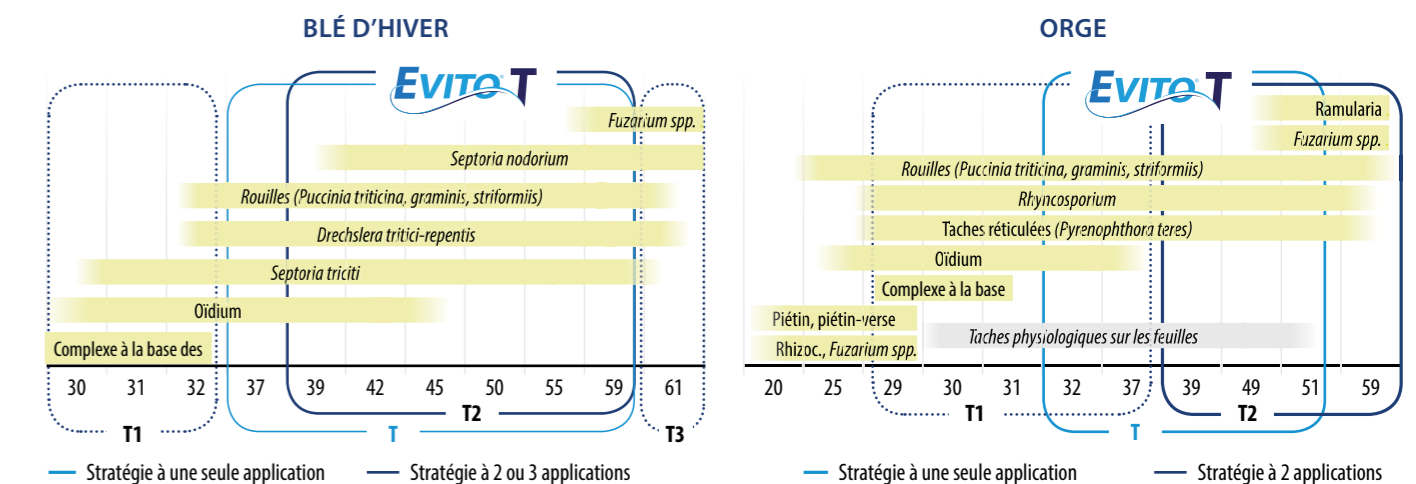 BLÉ D'HIVER
EVITO® T
Fuzarium spp.
Septoria nodorium
Rouilles (Puccinia triticina, graminis, striformiis)
Drechslera tritici-repentis
Septoria triciti
Oïdium
Complexe à la base des
30 31 32 37 39 42 45 50 55 59 61
T2
T1 T T3
Stratégie à une seule application Stratégie à 2 ou 3 applications
ORGE
EVITO® T
Ramularia
Fuzarium spp.
Rouilles (Puccinia triticina, graminis, striformiis)
Rhyncosporium
Taches réticulées (Pyrenophthora teres)
Oïdium
Complexe à la base
Piétin, piétin-verse
Taches physiologiques sur les feuilles
Rhizoc., Fuzarium spp.
20 25 29 30 31 32 37 39 49 51 59
T1 T2
T
Stratégie à une seule application Stratégie à 2 applications